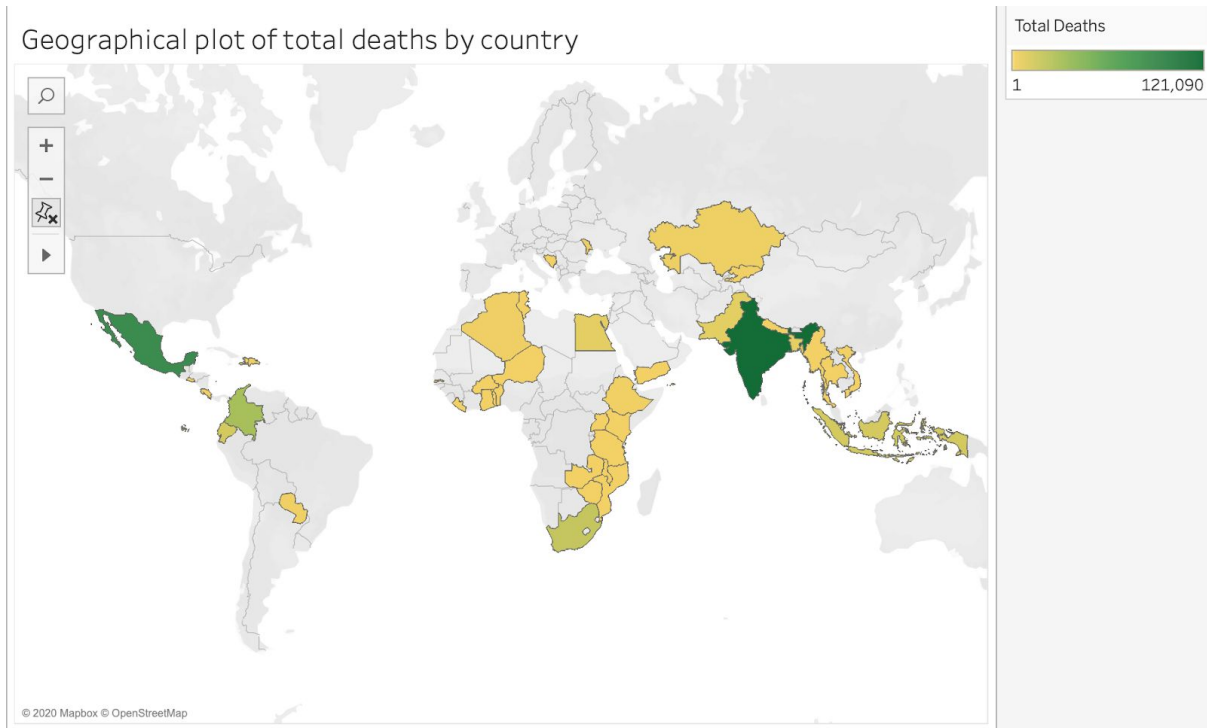 Geographical plot of total deaths by country
Total Deaths
1 121,090
© 2020 Mapbox © OpenStreetMap